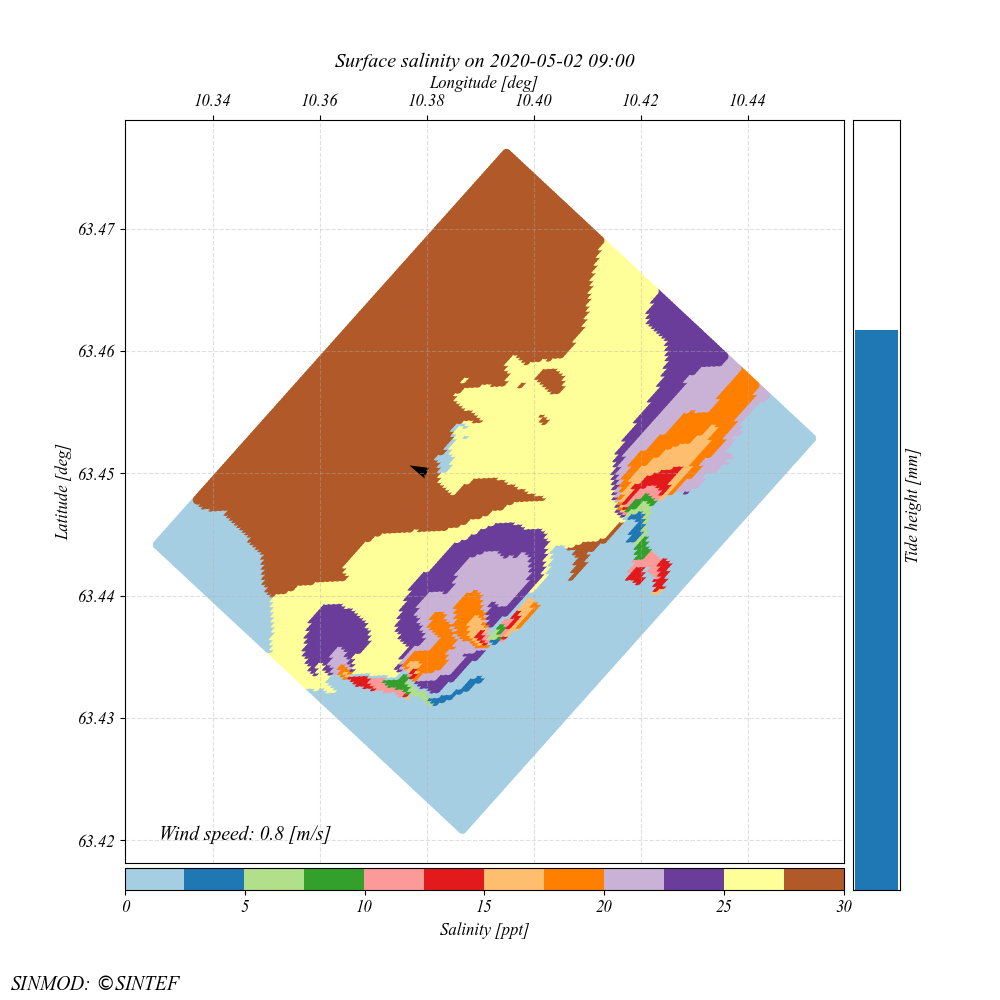 Surface salinity on 2020-05-02 09:00
Longitude [deg]
10.34 10.36 10.38 10.40 10.42 10.44
63.47
63.46
63.45
63.44
63.43
63.42
Latitude [deg]
Tide height [mm]
Wind speed: 0.8 [m/s]
0 5 10 15 20 25 30
Salinity [ppt]
SINMOD: ©SINTEF